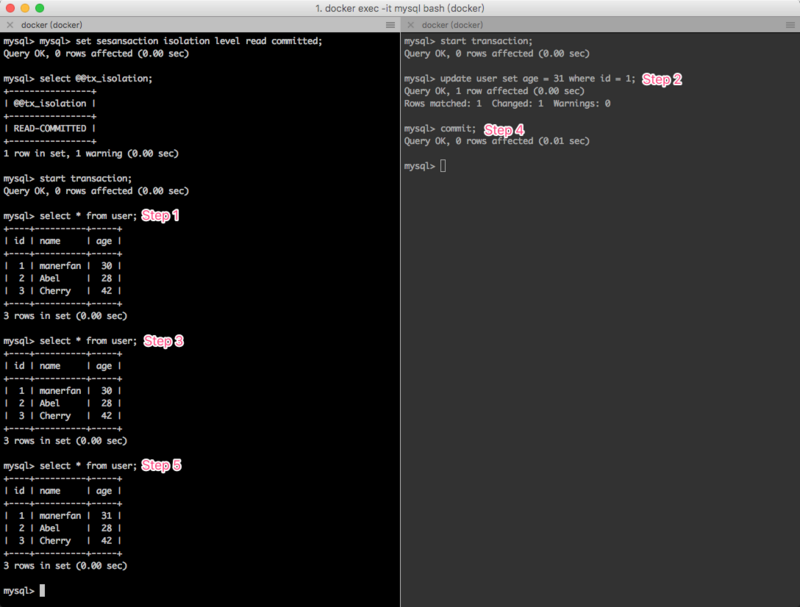 1. docker exec -it mysql bash (docker)
docker (docker)
mysql> mysql> set sesansaction isolation level read committed;
Query OK, 0 rows affected (0.00 sec)
mysql> select @@tx_isolation;
+----------------+
| @@tx_isolation |
+----------------+
| READ-COMMITTED |
+----------------+
1 row in set, 1 warning (0.00 sec)
mysql> start transaction;
Query OK, 0 rows affected (0.00 sec)
mysql> select * from user; Step 1
+----+----------+-----+
| id | name     | age |
+----+----------+-----+
|  1 | manerfan |  30 |
|  2 | Abel     |  28 |
|  3 | Cherry   |  42 |
+----+----------+-----+
3 rows in set (0.00 sec)
mysql> select * from user; Step 3
+----+----------+-----+
| id | name     | age |
+----+----------+-----+
|  1 | manerfan |  30 |
|  2 | Abel     |  28 |
|  3 | Cherry   |  42 |
+----+----------+-----+
3 rows in set (0.00 sec)
mysql> select * from user; Step 5
+----+----------+-----+
| id | name     | age |
+----+----------+-----+
|  1 | manerfan |  31 |
|  2 | Abel     |  28 |
|  3 | Cherry   |  42 |
+----+----------+-----+
3 rows in set (0.00 sec)
mysql>
docker (docker)
mysql> start transaction;
Query OK, 0 rows affected (0.00 sec)
mysql> update user set age = 31 where id = 1; Step 2
Query OK, 1 row affected (0.00 sec)
Rows matched: 1  Changed: 1  Warnings: 0
mysql> commit; Step 4
Query OK, 0 rows affected (0.01 sec)
mysql>